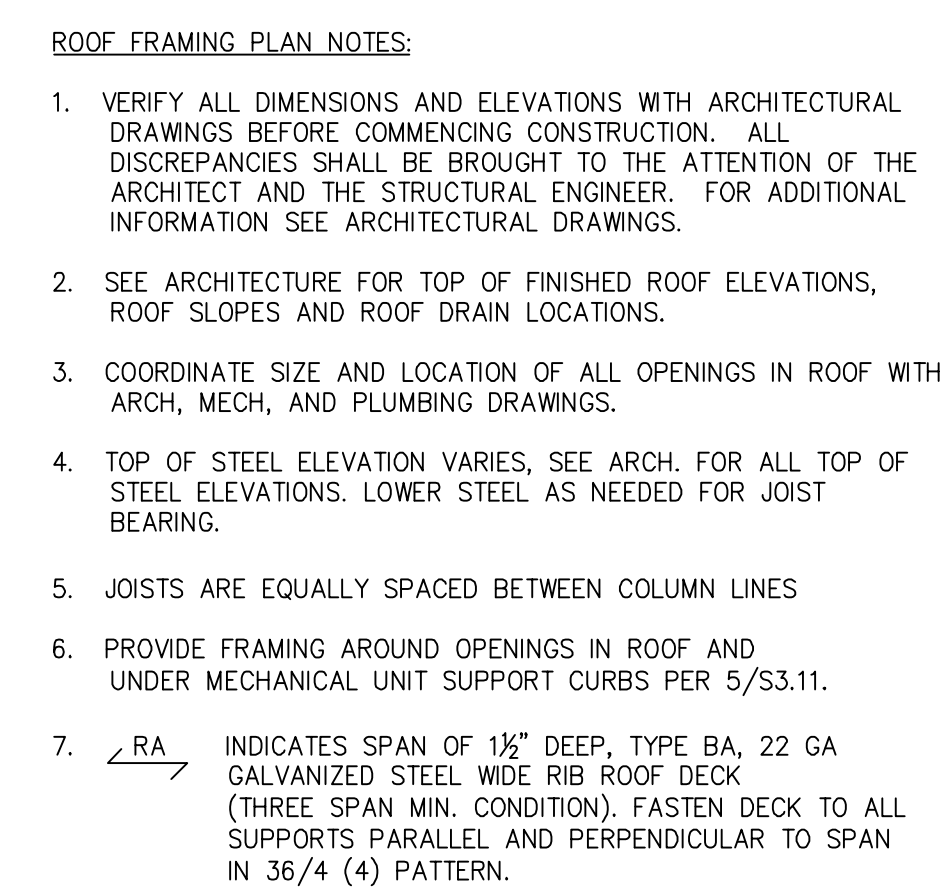 ROOF FRAMING PLAN NOTES:
1. VERIFY ALL DIMENSIONS AND ELEVATIONS WITH ARCHITECTURAL
DRAWINGS BEFORE COMMENCING CONSTRUCTION. ALL
DISCREPANCIES SHALL BE BROUGHT TO THE ATTENTION OF THE
ARCHITECT AND THE STRUCTURAL ENGINEER. FOR ADDITIONAL
INFORMATION SEE ARCHITECTURAL DRAWINGS.
2. SEE ARCHITECTURE FOR TOP OF FINISHED ROOF ELEVATIONS,
ROOF SLOPES AND ROOF DRAIN LOCATIONS.
3. COORDINATE SIZE AND LOCATION OF ALL OPENINGS IN ROOF WITH
ARCH, MECH, AND PLUMBING DRAWINGS.
4. TOP OF STEEL ELEVATION VARIES, SEE ARCH. FOR ALL TOP OF
STEEL ELEVATIONS. LOWER STEEL AS NEEDED FOR JOIST
BEARING.
5. JOISTS ARE EQUALLY SPACED BETWEEN COLUMN LINES
6. PROVIDE FRAMING AROUND OPENINGS IN ROOF AND
UNDER MECHANICAL UNIT SUPPORT CURBS PER 5/S3.11.
7. RA INDICATES SPAN OF 1½" DEEP, TYPE BA, 22 GA
GALVANIZED STEEL WIDE RIB ROOF DECK
(THREE SPAN MIN. CONDITION). FASTEN DECK TO ALL
SUPPORTS PARALLEL AND PERPENDICULAR TO SPAN
IN 36/4 (4) PATTERN.